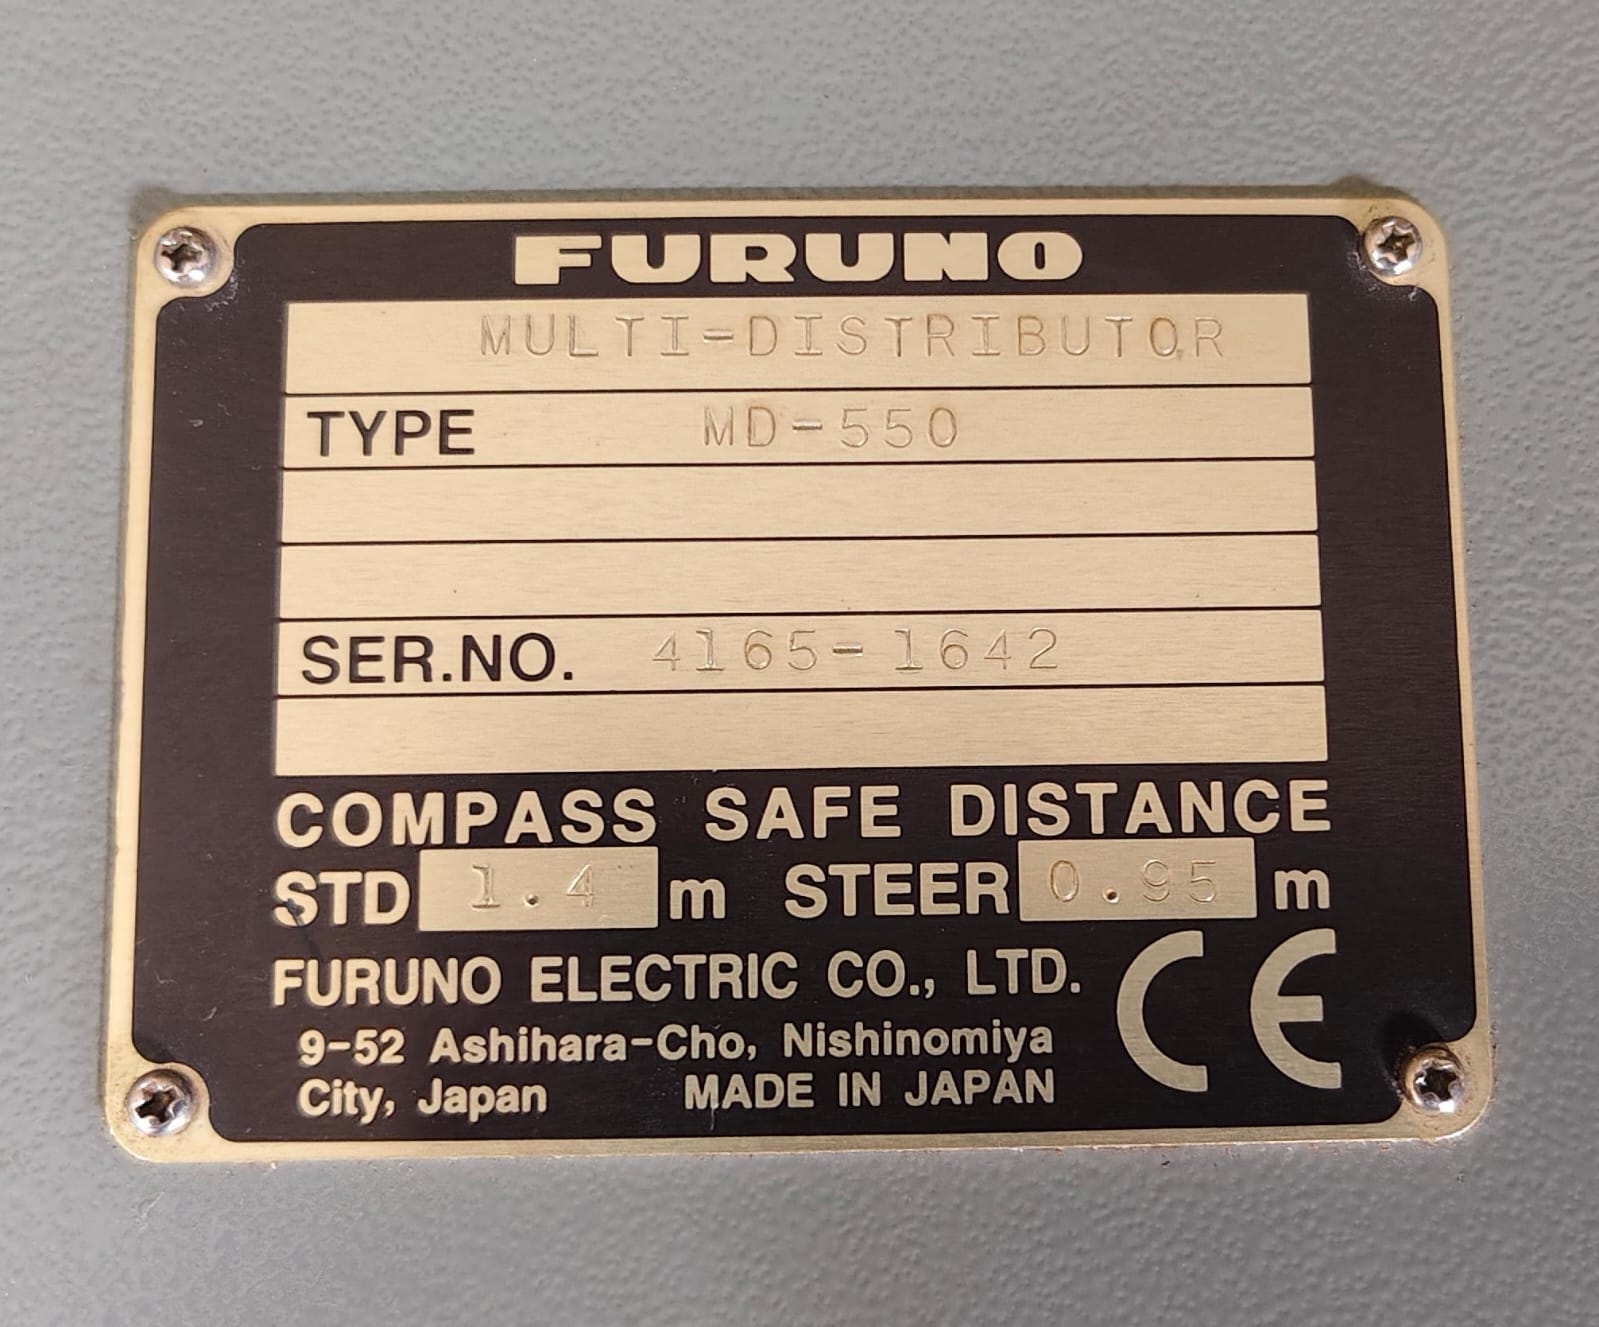 FURUNO
MULTI-DISTRIBUTOR
TYPE MD-550
SER.NO. 4165-1642
COMPASS SAFE DISTANCE
STD 1.4 m STEER 0.95 m
FURUNO ELECTRIC CO., LTD.
9-52 Ashihara-Cho, Nishinomiya
City, Japan MADE IN JAPAN
CE